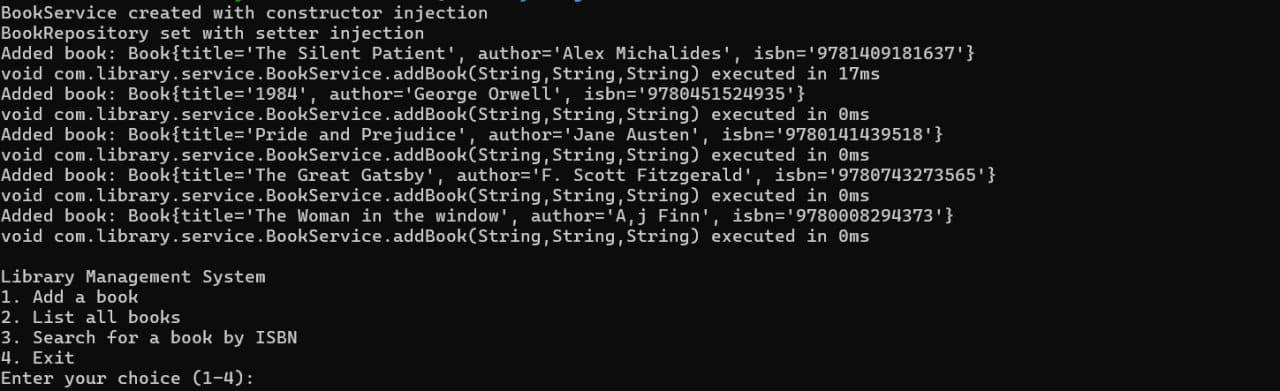 BookService created with constructor injection
BookRepository set with setter injection
Added book: Book{title='The Silent Patient', author='Alex Michalides', isbn='9781409181637'}
void com.library.service.BookService.addBook(String,String,String) executed in 17ms
Added book: Book{title='1984', author='George Orwell', isbn='9780451524935'}
void com.library.service.BookService.addBook(String,String,String) executed in 0ms
Added book: Book{title='Pride and Prejudice', author='Jane Austen', isbn='9780141439518'}
void com.library.service.BookService.addBook(String,String,String) executed in 0ms
Added book: Book{title='The Great Gatsby', author='F. Scott Fitzgerald', isbn='9780743273565'}
void com.library.service.BookService.addBook(String,String,String) executed in 0ms
Added book: Book{title='The Woman in the window', author='A,j Finn', isbn='9780008294373'}
void com.library.service.BookService.addBook(String,String,String) executed in 0ms

Library Management System
1. Add a book
2. List all books
3. Search for a book by ISBN
4. Exit
Enter your choice (1-4):